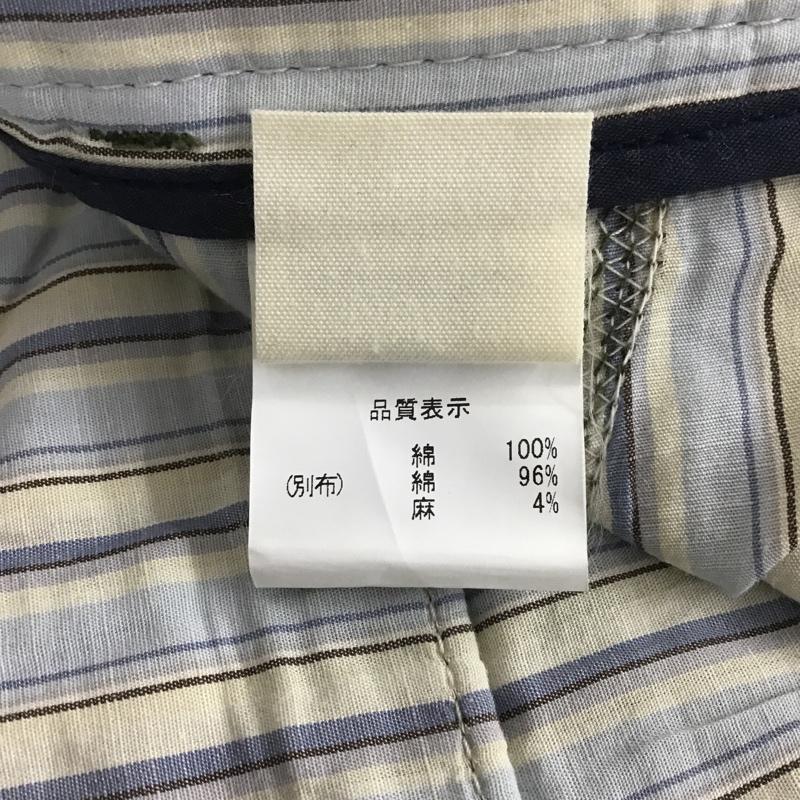 品質表示
綿 100%
(別布) 綿 96%
麻 4%